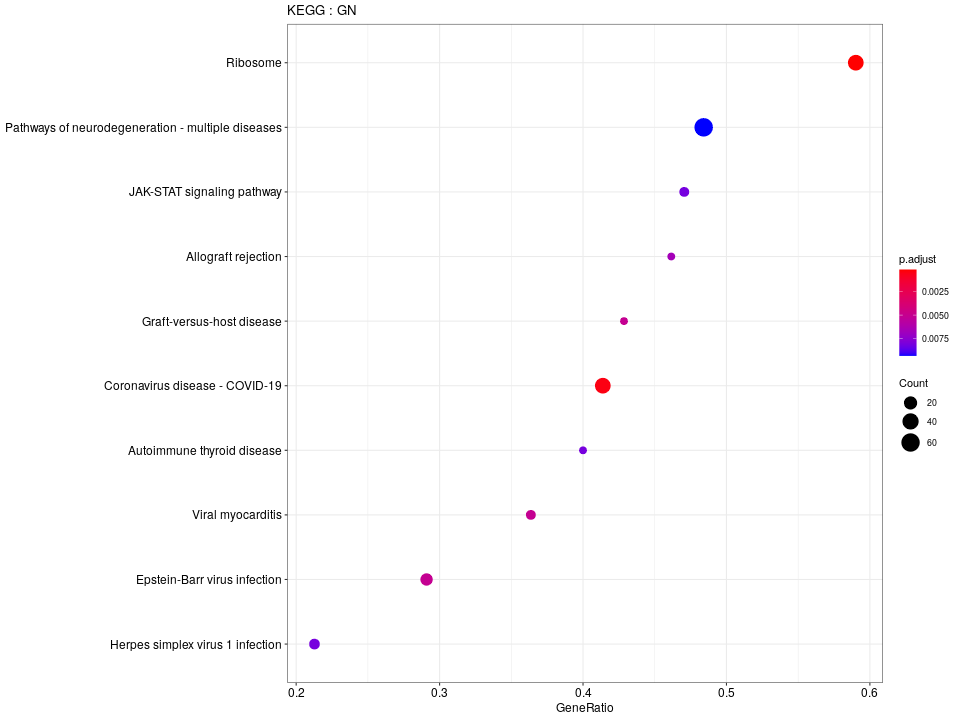 KEGG : GN
Ribosome
Pathways of neurodegeneration - multiple diseases
JAK-STAT signaling pathway
Allograft rejection
Graft-versus-host disease
Coronavirus disease - COVID-19
Autoimmune thyroid disease
Viral myocarditis
Epstein-Barr virus infection
Herpes simplex virus 1 infection
0.2 0.3 0.4 0.5 0.6
GeneRatio
p.adjust
0.0025
0.0050
0.0075
Count
20
40
60